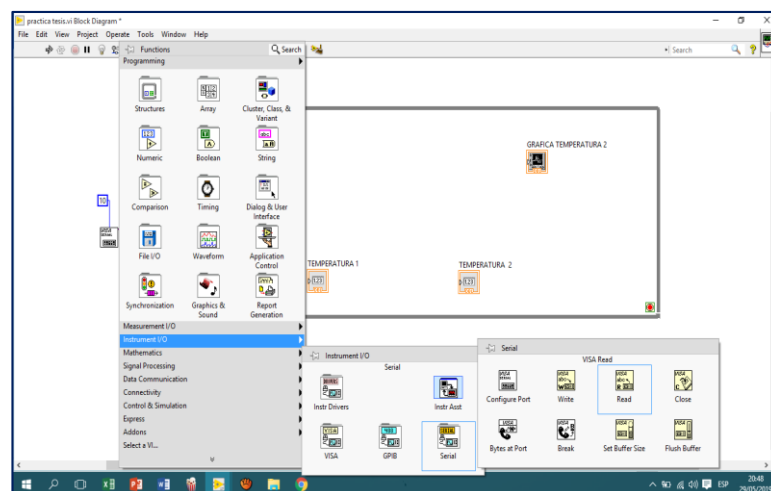 practica tesis.vi Block Diagram *
File Edit View Project Operate Tools Window Help
Functions
Search
Search
Programming
Structures
Array
Cluster, Class, & Variant
Numeric
Boolean
String
Comparison
Timing
Dialog & User Interface
File I/O
Waveform
Application Control
Synchronization
Graphics & Sound
Report Generation
Measurement I/O
Instrument I/O
Mathematics
Signal Processing
Data Communication
Connectivity
Control & Simulation
Express
Addons
Select a VI...
10
GRAFICA TEMPERATURA 2
TEMPERATURA 1
TEMPERATURA 2
Instrument I/O
Serial
Instr Drivers
Instr Asst
VISA
GPIB
Serial
Serial
VISA Read
Configure Port
Write
Read
Close
Bytes at Port
Break
Set Buffer Size
Flush Buffer
ESP
20:48